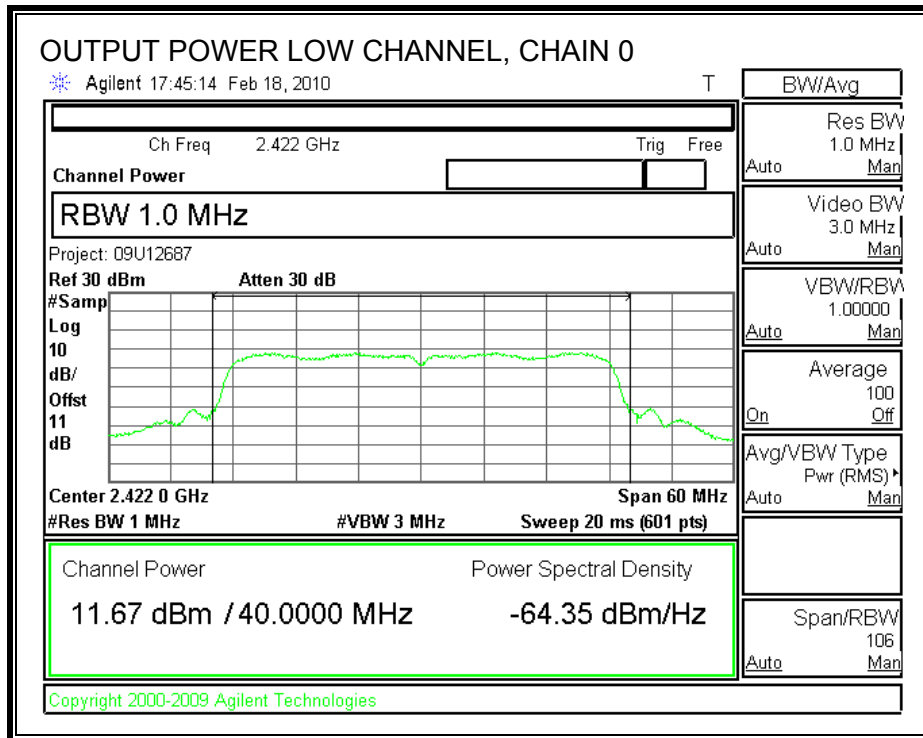 OUTPUT POWER LOW CHANNEL, CHAIN 0
Agilent 17:45:14 Feb 18, 2010 T
Ch Freq 2.422 GHz Trig Free
Channel Power
RBW 1.0 MHz
Project: 09U12687
Ref 30 dBm Atten 30 dB
#Samp
Log
10
dB/
Offst
11
dB
Center 2.422 0 GHz Span 60 MHz
#Res BW 1 MHz #VBW 3 MHz Sweep 20 ms (601 pts)
Channel Power Power Spectral Density
11.67 dBm / 40.0000 MHz -64.35 dBm/Hz
Copyright 2000-2009 Agilent Technologies
BW/Avg
Res BW
1.0 MHz
Auto Man
Video BW
3.0 MHz
Auto Man
VBW/RBW
1.00000
Auto Man
Average
100
On Off
Avg/VBW Type
Pwr (RMS)
Auto Man
Span/RBW
106
Auto Man